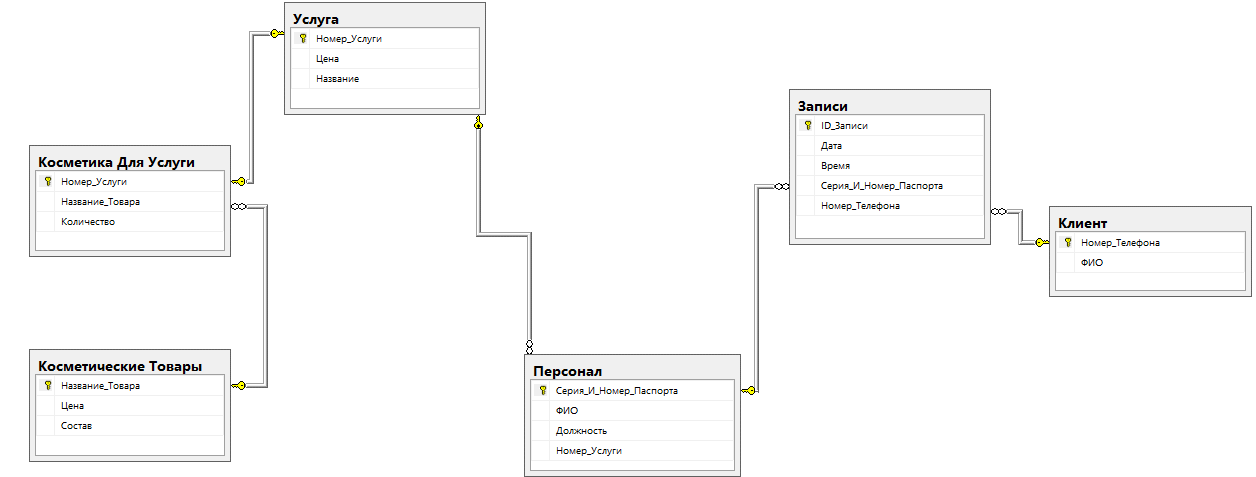 Услуга
Номер_Услуги
Цена
Название
Косметика Для Услуги
Номер_Услуги
Название_Товара
Количество
Косметические Товары
Название_Товара
Цена
Состав
Персонал
Серия_И_Номер_Паспорта
ФИО
Должность
Номер_Услуги
Записи
ID_Записи
Дата
Время
Серия_И_Номер_Паспорта
Номер_Телефона
Клиент
Номер_Телефона
ФИО